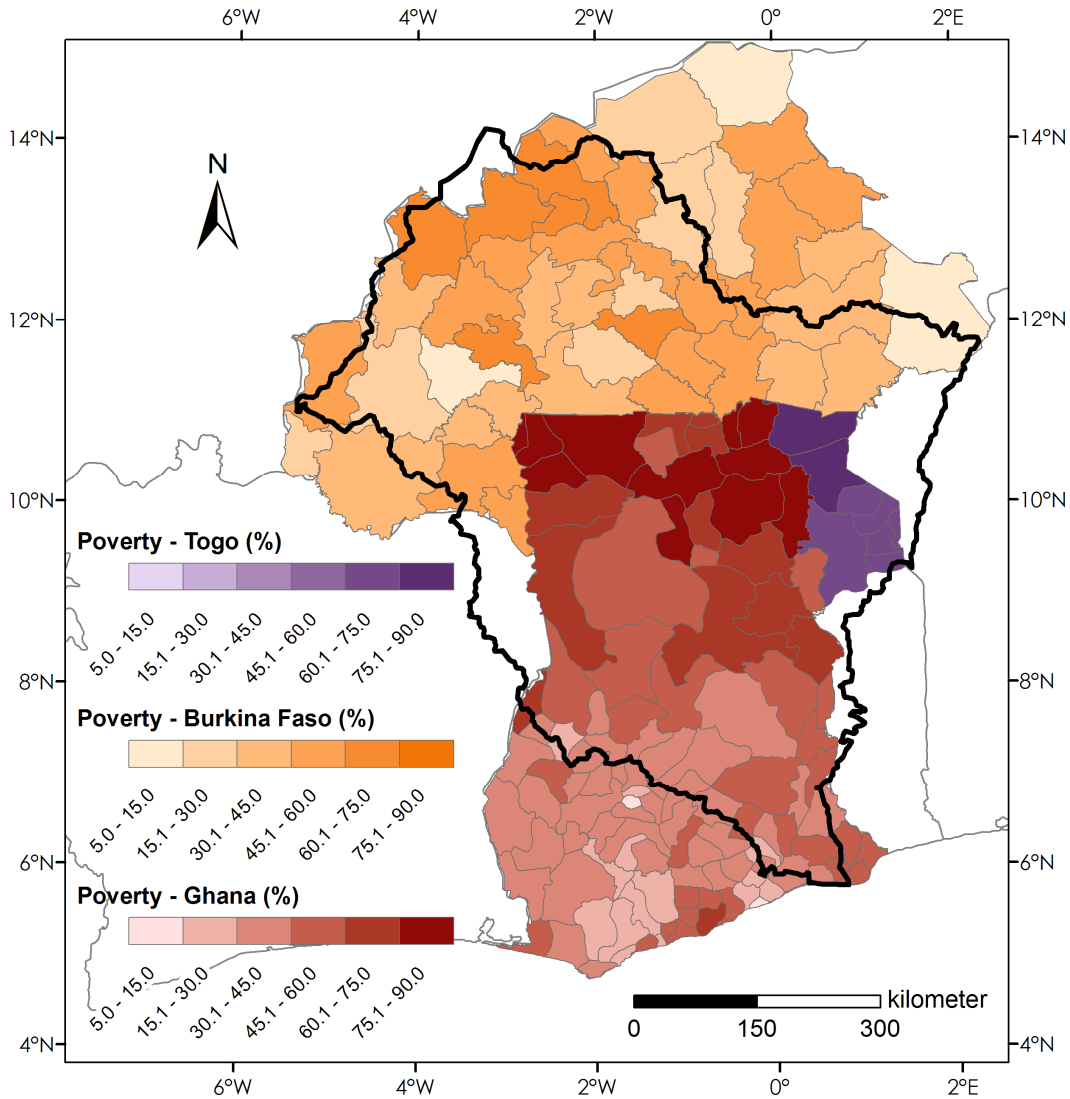 6°W 4°W 2°W 0° 2°E
14°N 14°N
N
12°N 12°N
10°N 10°N
Poverty - Togo (%)
5.0 - 15.0 15.1 - 30.0 30.1 - 45.0 45.1 - 60.0 60.1 - 75.0 75.1 - 90.0
8°N 8°N
Poverty - Burkina Faso (%)
5.0 - 15.0 15.1 - 30.0 30.1 - 45.0 45.1 - 60.0 60.1 - 75.0 75.1 - 90.0
6°N 6°N
Poverty - Ghana (%)
5.0 - 15.0 15.1 - 30.0 30.1 - 45.0 45.1 - 60.0 60.1 - 75.0 75.1 - 90.0
kilometer
0 150 300
4°N 4°N
6°W 4°W 2°W 0° 2°E